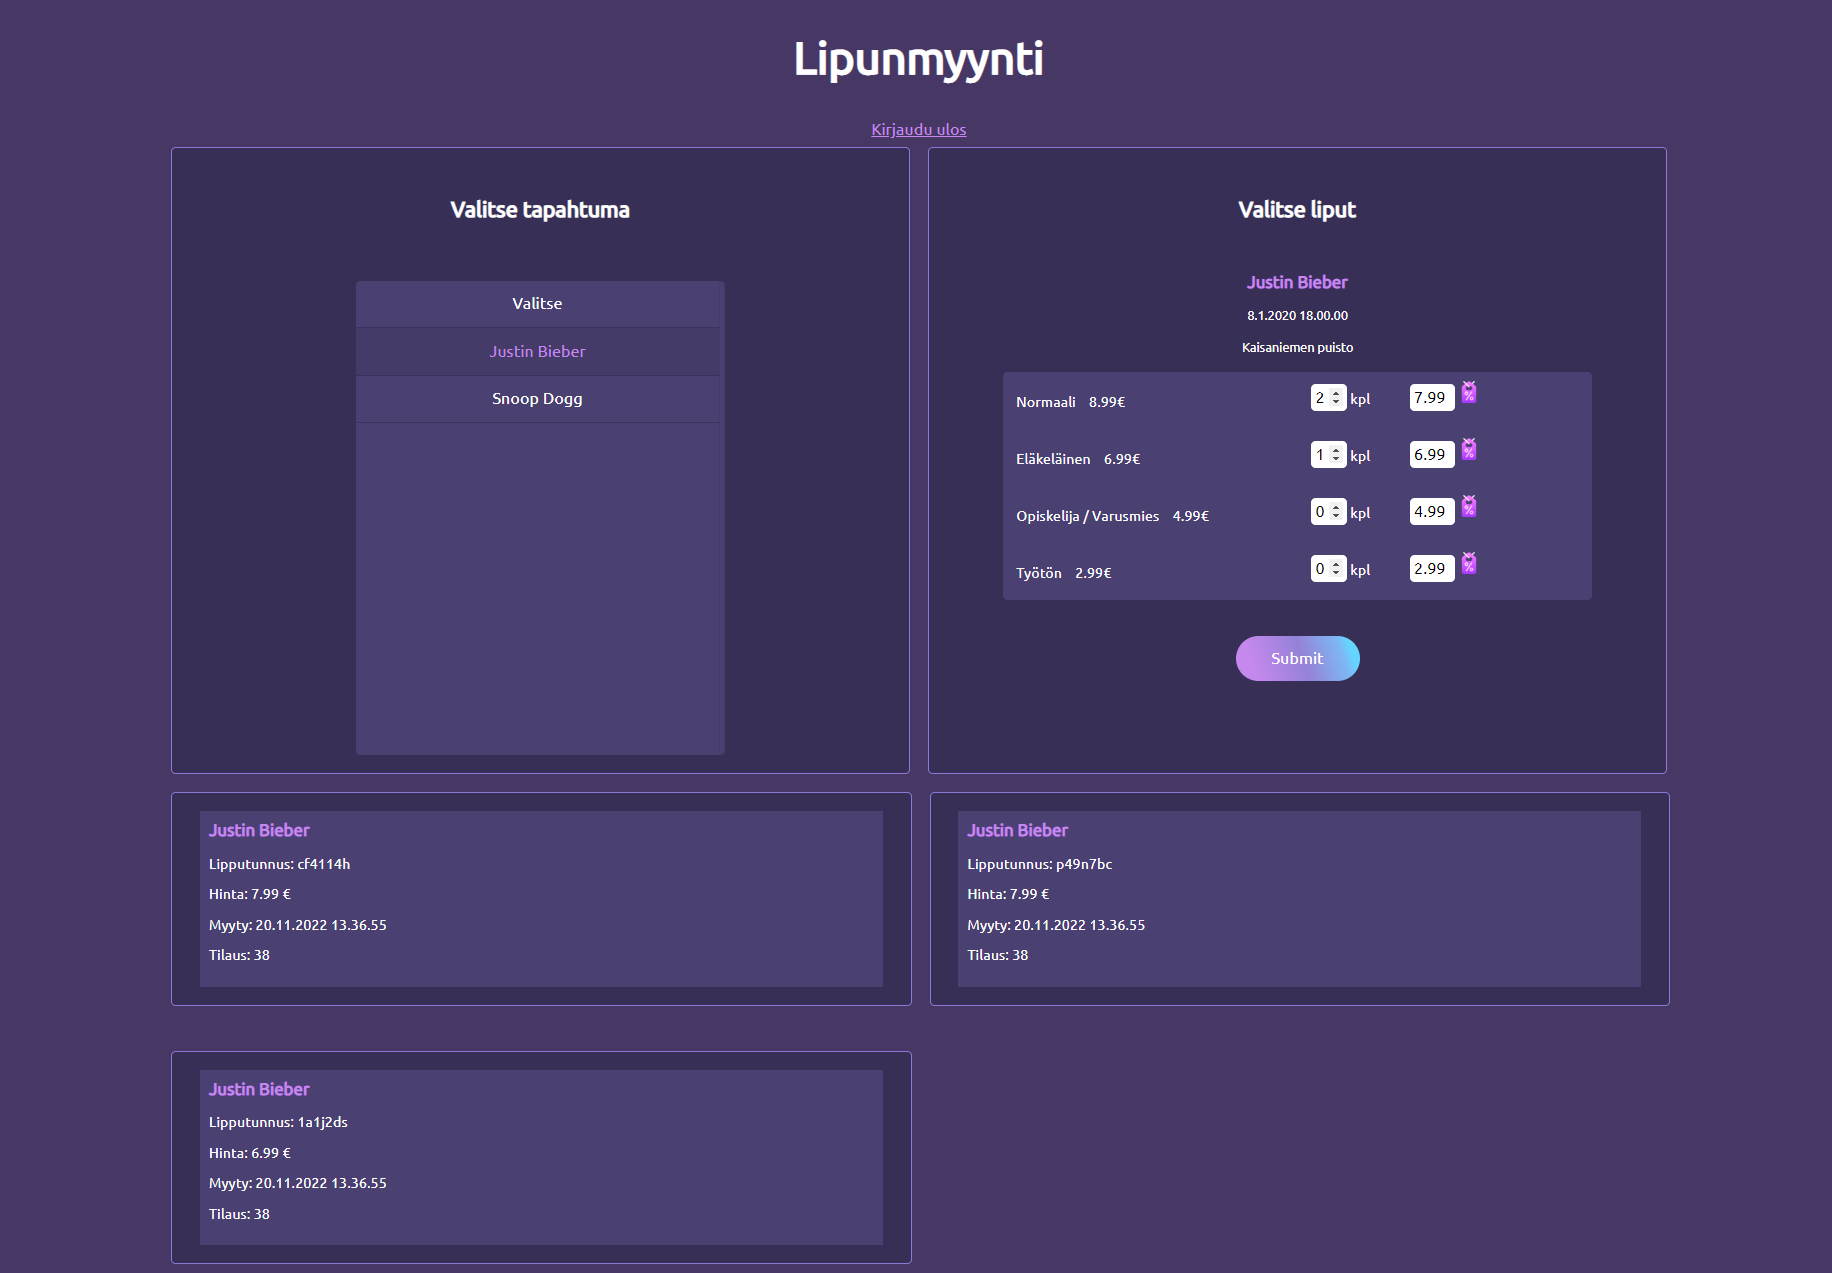 Lipunmyynti
Kirjaudu ulos
Valitse tapahtuma
Valitse
Justin Bieber
Snoop Dogg
Valitse liput
Justin Bieber
8.1.2020 18.00.00
Kaisaniemen puisto
Normaali 8.99€ 2 kpl 7.99 %
Eläkeläinen 6.99€ 1 kpl 6.99 %
Opiskelija / Varusmies 4.99€ 0 kpl 4.99 %
Työtön 2.99€ 0 kpl 2.99 %
Submit
Justin Bieber
Lipputunnus: cf4114h
Hinta: 7.99 €
Myyty: 20.11.2022 13.36.55
Tilaus: 38
Justin Bieber
Lipputunnus: p49n7bc
Hinta: 7.99 €
Myyty: 20.11.2022 13.36.55
Tilaus: 38
Justin Bieber
Lipputunnus: 1a1j2ds
Hinta: 6.99 €
Myyty: 20.11.2022 13.36.55
Tilaus: 38